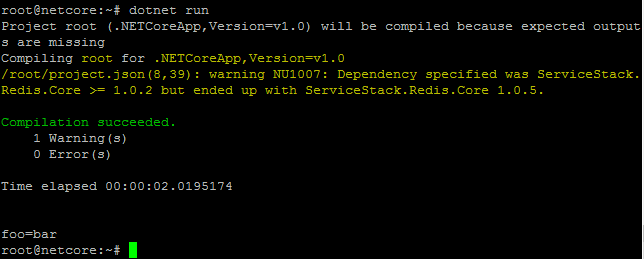 root@netcore:~# dotnet run
Project root (.NETCoreApp,Version=v1.0) will be compiled because expected output
s are missing
Compiling root for .NETCoreApp,Version=v1.0
/root/project.json(8,39): warning NU1007: Dependency specified was ServiceStack.
Redis.Core >= 1.0.2 but ended up with ServiceStack.Redis.Core 1.0.5.
Compilation succeeded.
1 Warning(s)
0 Error(s)
Time elapsed 00:00:02.0195174
foo=bar
root@netcore:~#